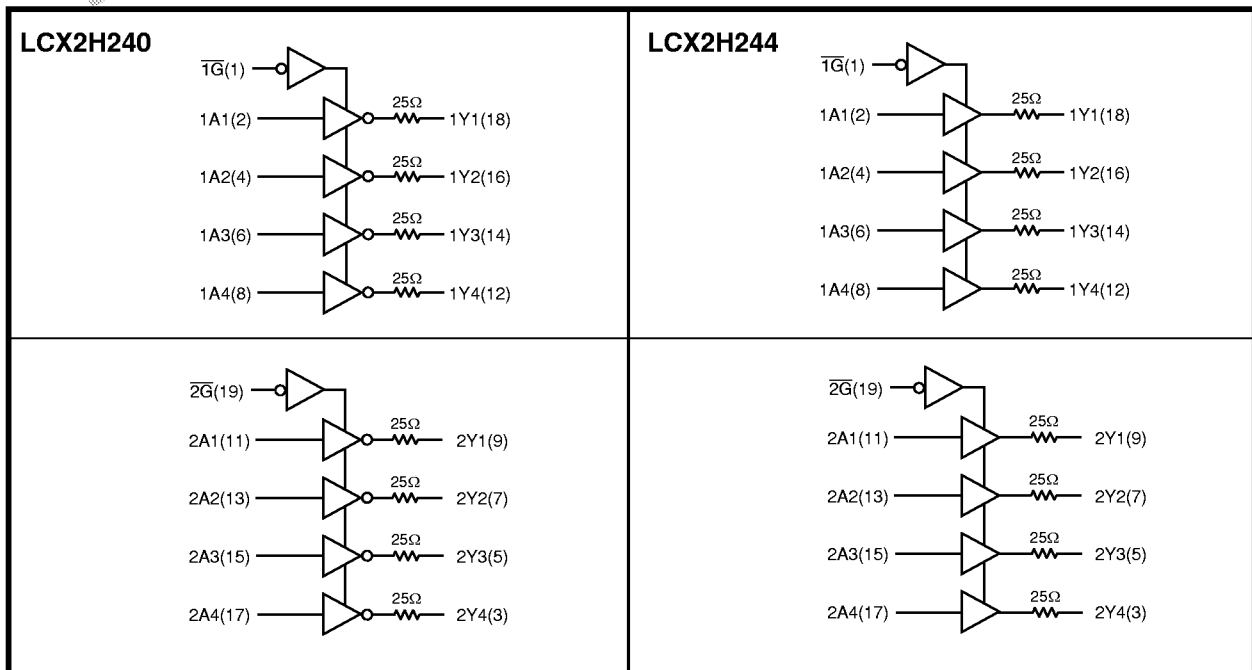 LCX2H240
1G̅(1)
25Ω
1A1(2) 1Y1(18)
25Ω
1A2(4) 1Y2(16)
25Ω
1A3(6) 1Y3(14)
25Ω
1A4(8) 1Y4(12)
LCX2H244
1G̅(1)
25Ω
1A1(2) 1Y1(18)
25Ω
1A2(4) 1Y2(16)
25Ω
1A3(6) 1Y3(14)
25Ω
1A4(8) 1Y4(12)
2G̅(19)
25Ω
2A1(11) 2Y1(9)
25Ω
2A2(13) 2Y2(7)
25Ω
2A3(15) 2Y3(5)
25Ω
2A4(17) 2Y4(3)
2G̅(19)
25Ω
2A1(11) 2Y1(9)
25Ω
2A2(13) 2Y2(7)
25Ω
2A3(15) 2Y3(5)
25Ω
2A4(17) 2Y4(3)